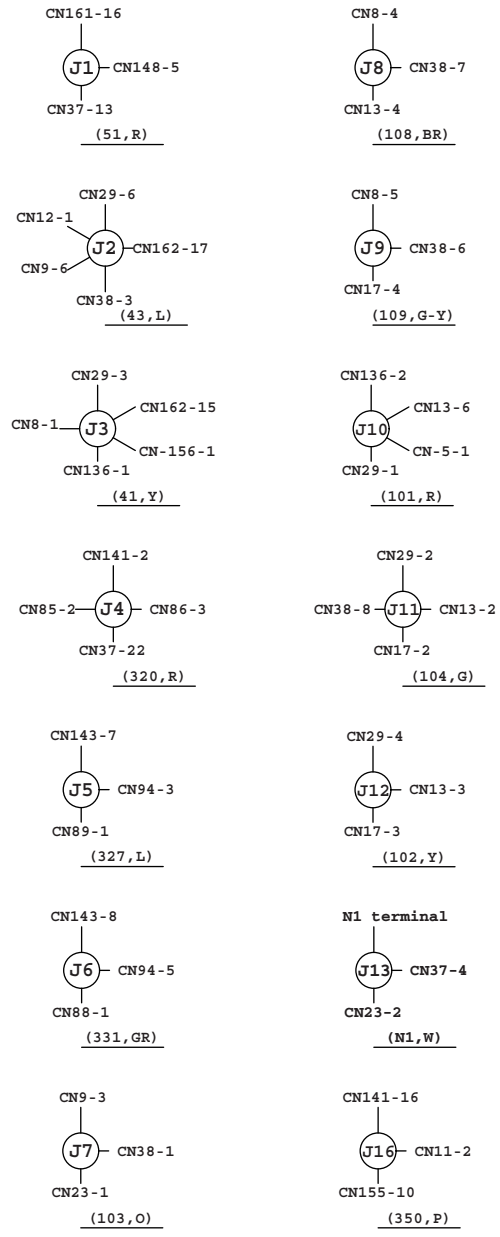 CN161-16
J1
CN148-5
CN37-13
(51,R)
CN29-6
CN12-1
J2
CN162-17
CN9-6
CN38-3
(43,L)
CN29-3
CN162-15
CN8-1
J3
CN-156-1
CN136-1
(41,Y)
CN141-2
CN85-2
J4
CN86-3
CN37-22
(320,R)
CN143-7
J5
CN94-3
CN89-1
(327,L)
CN143-8
J6
CN94-5
CN88-1
(331,GR)
CN9-3
J7
CN38-1
CN23-1
(103,O)
CN8-4
J8
CN38-7
CN13-4
(108,BR)
CN8-5
J9
CN38-6
CN17-4
(109,G-Y)
CN136-2
CN13-6
J10
CN-5-1
CN29-1
(101,R)
CN29-2
CN38-8
J11
CN13-2
CN17-2
(104,G)
CN29-4
J12
CN13-3
CN17-3
(102,Y)
N1 terminal
J13
CN37-4
CN23-2
(N1,W)
CN141-16
J16
CN11-2
CN155-10
(350,P)